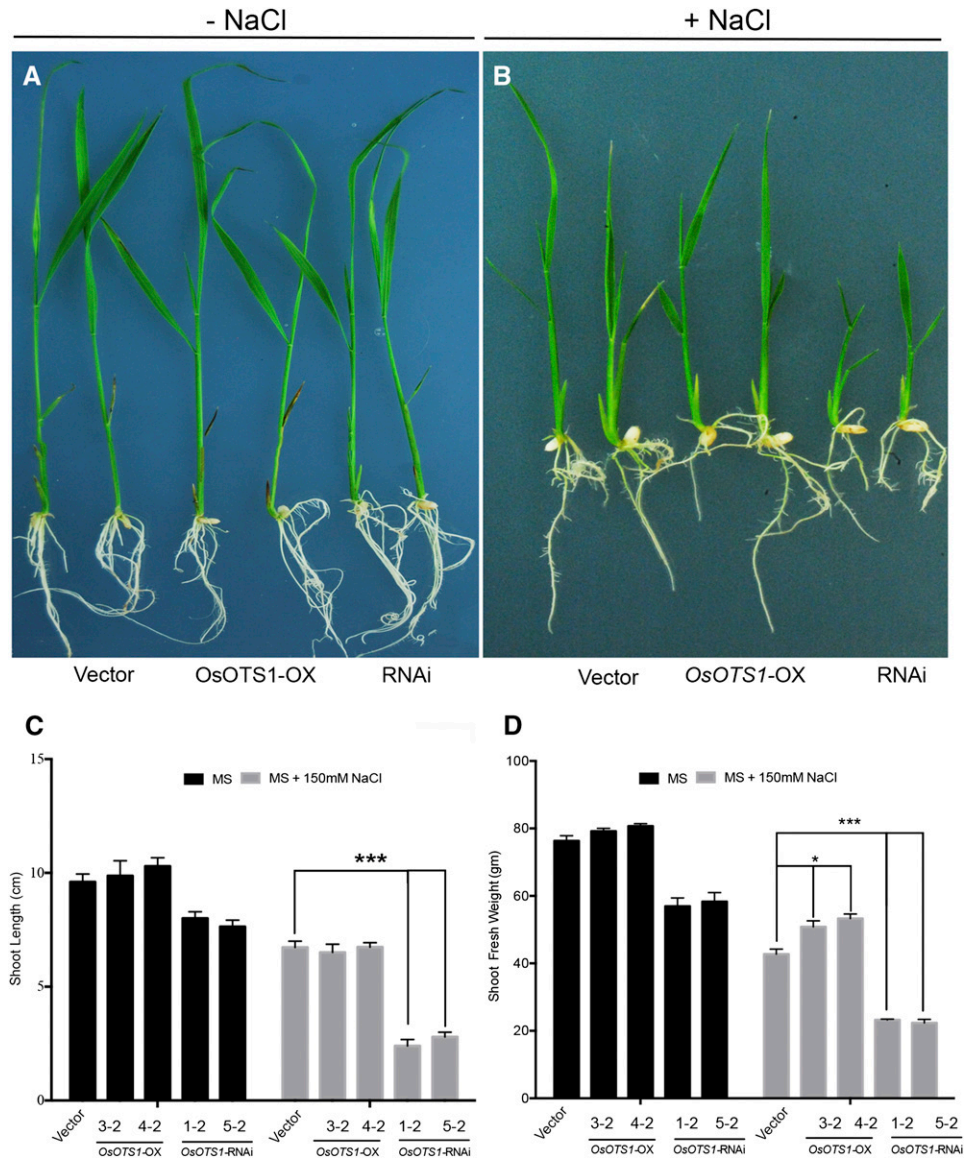 - NaCl
+ NaCl
A
B
Vector
OsOTS1-OX
RNAi
Vector
OsOTS1-OX
RNAi
C
15
10
5
0
Shoot Length (cm)
MS
MS + 150mM NaCl
***
Vector
3-2
4-2
1-2
5-2
OsOTS1-OX
OsOTS1-RNAi
Vector
3-2
4-2
1-2
5-2
OsOTS1-OX
OsOTS1-RNAi
D
100
80
60
40
20
0
Shoot Fresh Weight (gm)
MS
MS + 150mM NaCl
***
*
Vector
3-2
4-2
1-2
5-2
OsOTS1-OX
OsOTS1-RNAi
Vector
3-2
4-2
1-2
5-2
OsOTS1-OX
OsOTS1-RNAi